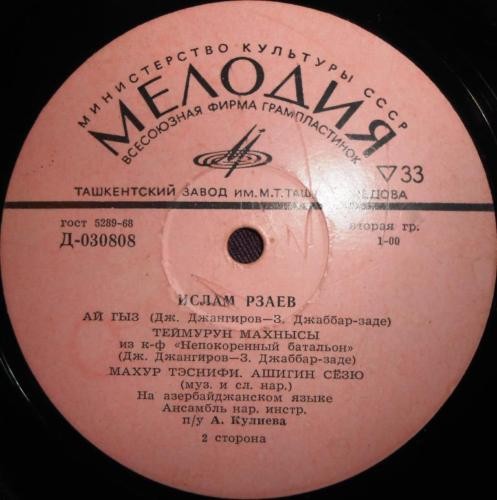 МИНИСТЕРСТВО КУЛЬТУРЫ СССР
МЕЛОДИЯ
ВСЕСОЮЗНАЯ ФИРМА ГРАМПЛАСТИНОК
▽ 33
ТАШКЕНТСКИЙ ЗАВОД ИМ. М.Т.
ГОСТ 5289-68
Д-030808
вторая гр.
1-00
ИСЛАМ РЗАЕВ
АЙ ГЫЗ (Дж. Джангиров—З. Джаббар-заде)
ТЕЙМУРУН МАХНЫСЫ
из к-ф «Непокоренный батальон»
(Дж. Джангиров—З. Джаббар-заде)
МАХУР ТЭСНИФИ. АШИГИН СЁЗЮ
(муз. и сл. нар.)
На азербайджанском языке
Ансамбль нар. инстр.
п/у А. Кулиева
2 сторона